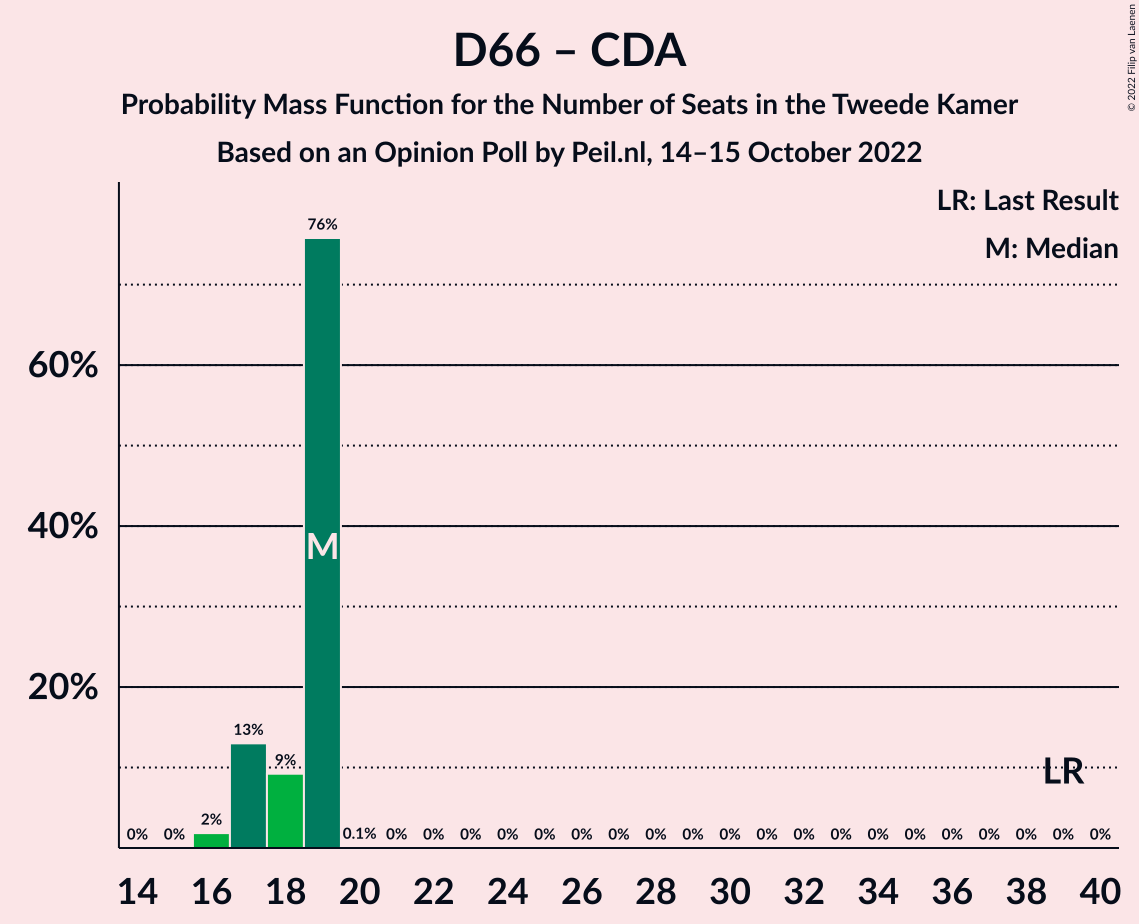 D66 – CDA
Probability Mass Function for the Number of Seats in the Tweede Kamer
Based on an Opinion Poll by Peil.nl, 14–15 October 2022
© 2022 Filip van Laenen
LR: Last Result
M: Median
76%
60%
40%
M
20%
13%
9%
LR
2%
0% 0% 0.1% 0% 0% 0% 0% 0% 0% 0% 0% 0% 0% 0% 0% 0% 0% 0% 0% 0% 0% 0% 0%
14 16 18 20 22 24 26 28 30 32 34 36 38 40